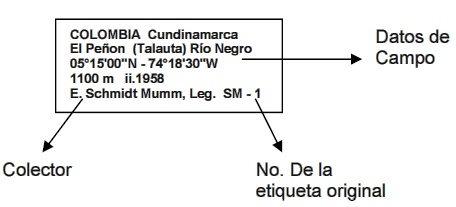 COLOMBIA Cundinamarca
El Peñon (Talauta) Río Negro
05°15'00"N - 74°18'30"W
1100 m ii.1958
E. Schmidt Mumm, Leg. SM - 1
Datos de
Campo
Colector
No. De la
etiqueta original